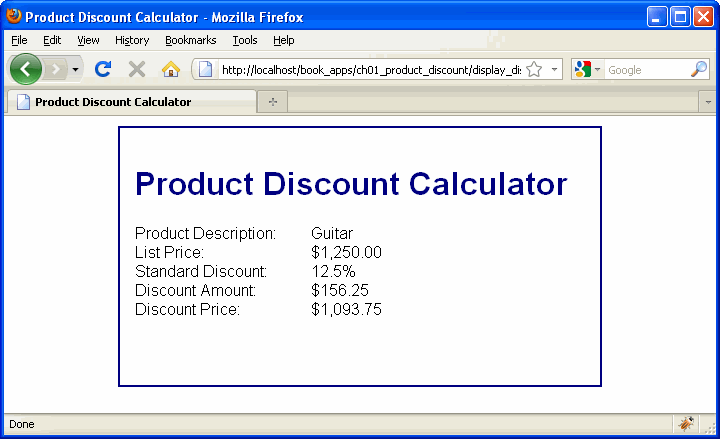 Product Discount Calculator - Mozilla Firefox
File Edit View History Bookmarks Tools Help
http://localhost/book_apps/ch01_product_discount/display_di Google
Product Discount Calculator
Product Discount Calculator
Product Description: Guitar
List Price: $1,250.00
Standard Discount: 12.5%
Discount Amount: $156.25
Discount Price: $1,093.75
Done